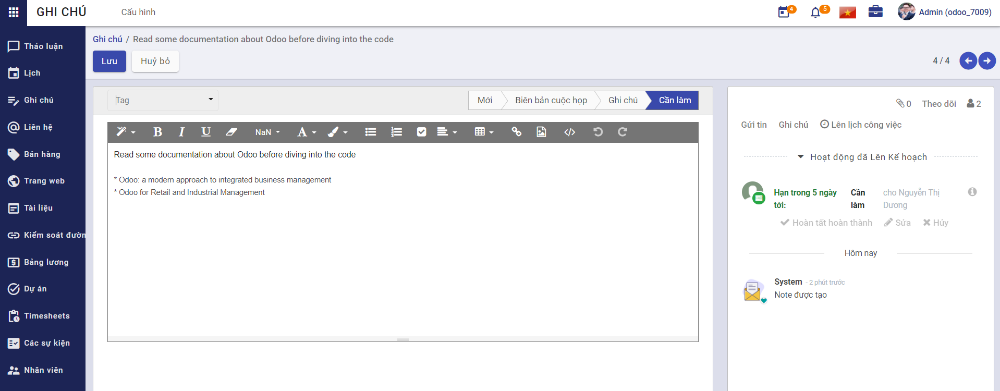 GHI CHÚ
Cấu hình
4
5
Admin (odoo_7009)
Thảo luận
Lịch
Ghi chú
Liên hệ
Bán hàng
Trang web
Tài liệu
Kiểm soát đườn
Bảng lương
Dự án
Timesheets
Các sự kiện
Nhân viên
Ghi chú / Read some documentation about Odoo before diving into the code
Lưu
Huỷ bỏ
4 / 4
Tag
Mới
Biên bản cuộc họp
Ghi chú
Cần làm
B I U NaN A
Read some documentation about Odoo before diving into the code
* Odoo: a modern approach to integrated business management
* Odoo for Retail and Industrial Management
0 Theo dõi 2
Gửi tin Ghi chú Lên lịch công việc
Hoạt động đã Lên Kế hoạch
Hạn trong 5 ngày
tới:
Cần
làm
cho Nguyễn Thị
Dương
Hoàn tất hoàn thành Sửa Hủy
Hôm nay
System - 2 phút trước
Note được tạo